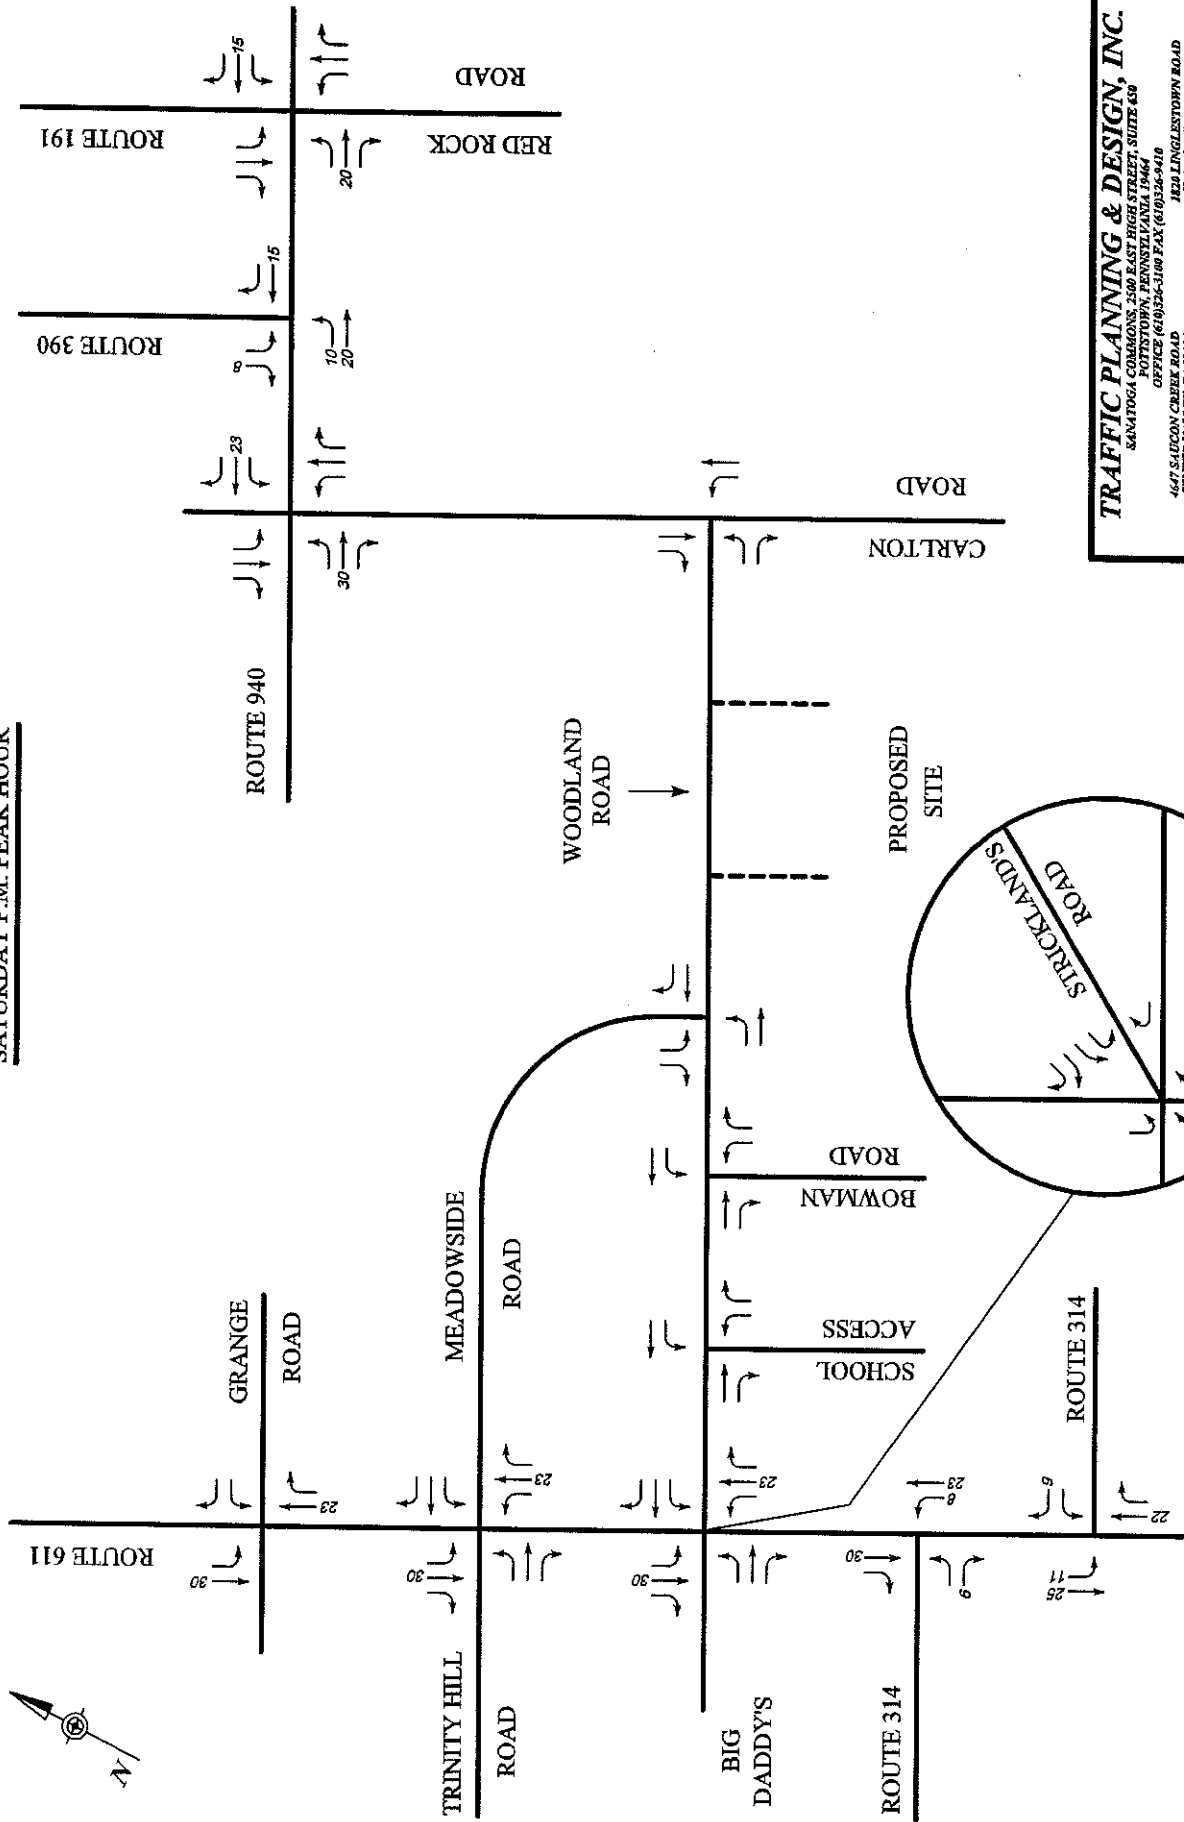 SATURDAY P.M. PEAK HOUR
N
ROUTE 611
GRANGE
ROAD
30
23
TRINITY HILL
ROAD
MEADOWSIDE
ROAD
30
23
BIG
DADDY'S
30
23
SCHOOL
ACCESS
BOWMAN
ROAD
WOODLAND
ROAD
PROPOSED
SITE
STRICKLAND'S
ROAD
ROUTE 314
30
8
23
9
ROUTE 314
25
11
22
ROUTE 940
30
23
CARLTON
ROAD
ROUTE 390
8
10
20
15
ROUTE 191
RED ROCK
ROAD
20
15
TRAFFIC PLANNING & DESIGN, INC.
SANATOGA COMMONS, 2500 EAST HIGH STREET, SUITE 650
POTTSTOWN, PENNSYLVANIA 19464
OFFICE (610)326-3100 FAX (610)326-9410
4647 SAUCON CREEK ROAD
1820 LINGLESTOWN ROAD